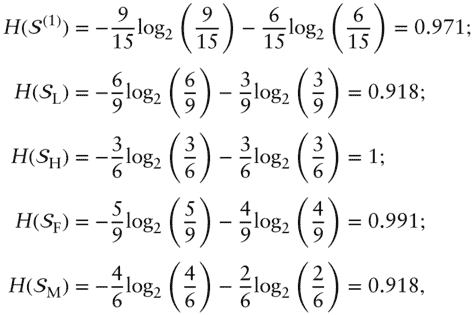 H(S⁽¹⁾) = −9/15 log₂ (9/15) − 6/15 log₂ (6/15) = 0.971;
H(S_L) = −6/9 log₂ (6/9) − 3/9 log₂ (3/9) = 0.918;
H(S_H) = −3/6 log₂ (3/6) − 3/6 log₂ (3/6) = 1;
H(S_F) = −5/9 log₂ (5/9) − 4/9 log₂ (4/9) = 0.991;
H(S_M) = −4/6 log₂ (4/6) − 2/6 log₂ (2/6) = 0.918,